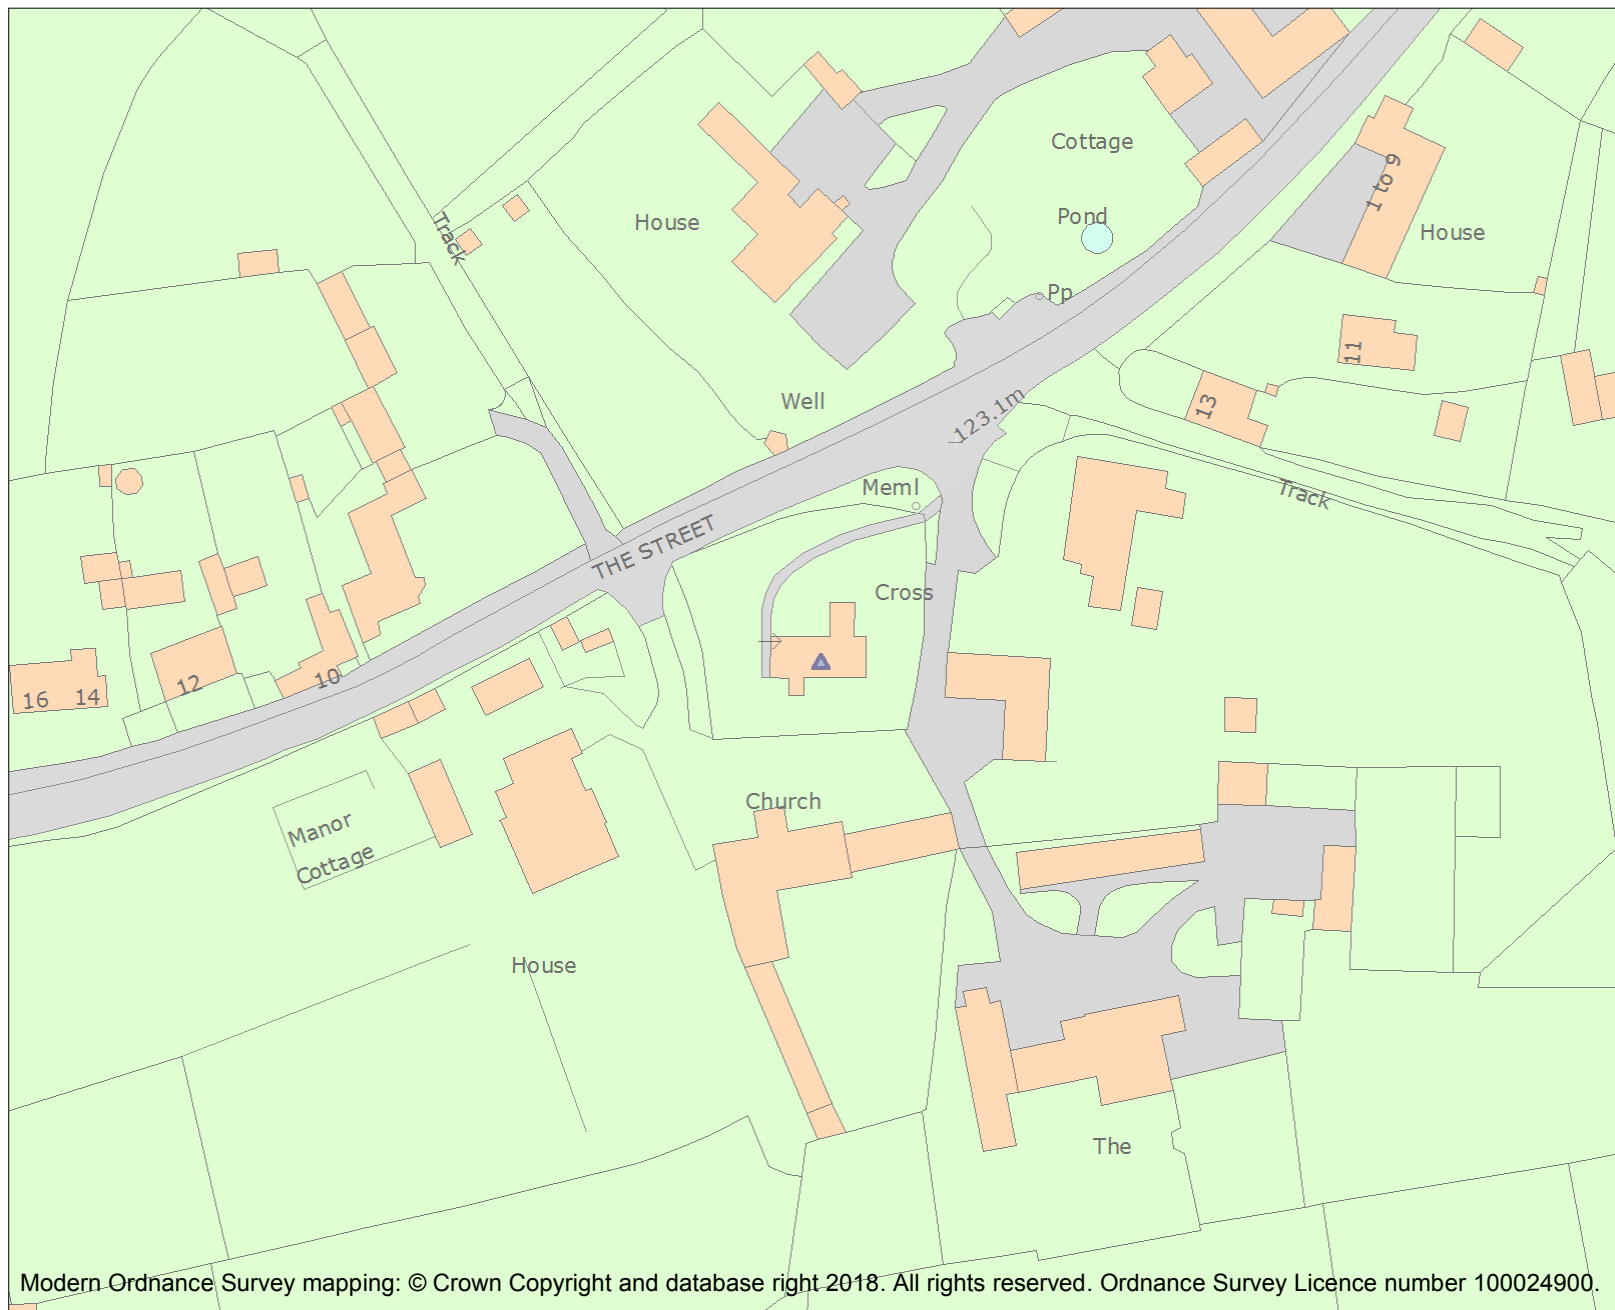 Cottage
1 to 9
House
Track
House
Pond
Pp
11
Well
13
123.1m
Meml
Track
THE STREET
Cross
10
12
16
14
Church
Manor
Cottage
House
The
Modern Ordnance Survey mapping: © Crown Copyright and database right 2018. All rights reserved. Ordnance Survey Licence number 100024900.